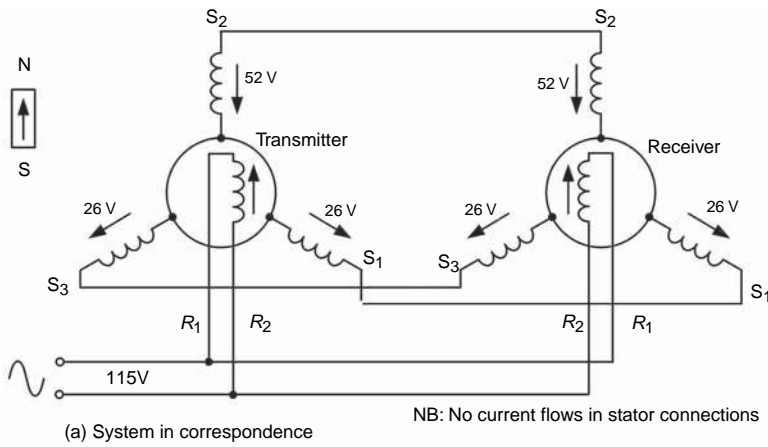 S2 S2
N
52 V 52 V
Transmitter Receiver
S
26 V 26 V 26 V 26 V
S1 S3
S3 S1
R1 R2 R2 R1
115V
(a) System in correspondence
NB: No current flows in stator connections